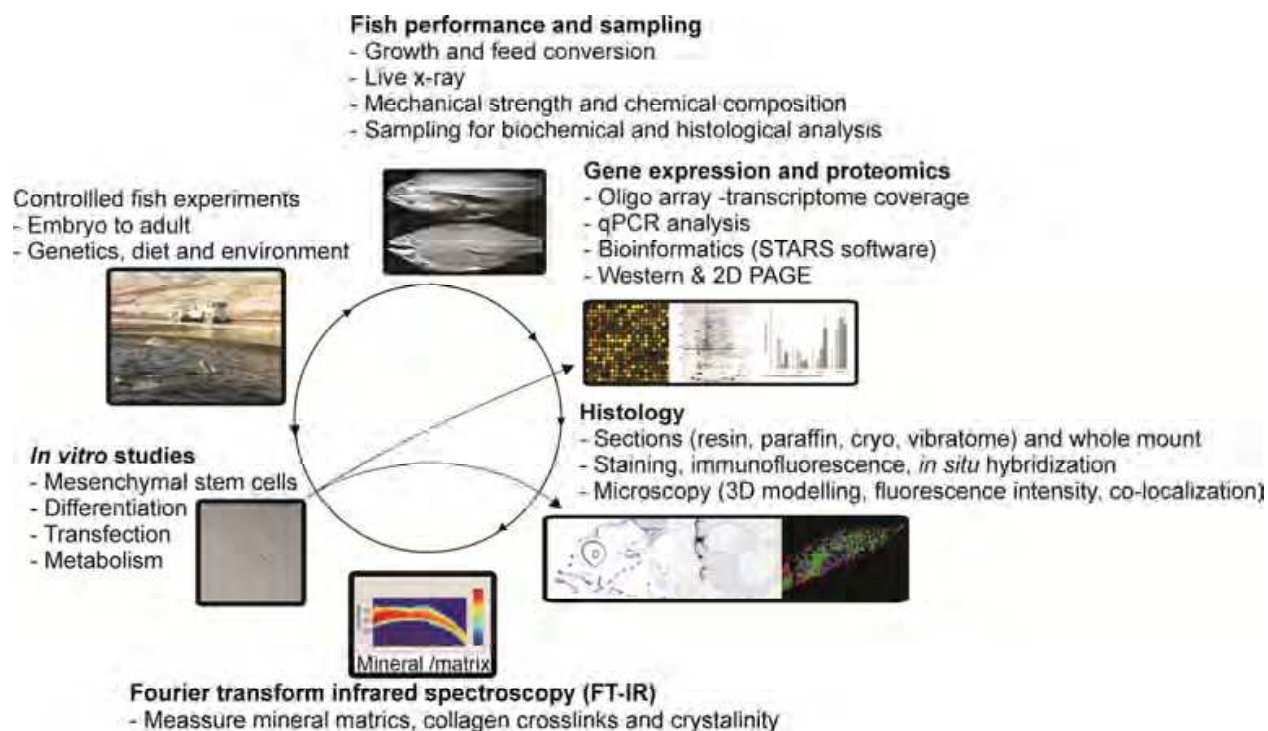 Fish performance and sampling
- Growth and feed conversion
- Live x-ray
- Mechanical strength and chemical composition
- Sampling for biochemical and histological analysis
Controllled fish experiments
- Embryo to adult
- Genetics, diet and environment
Gene expression and proteomics
- Oligo array -transcriptome coverage
- qPCR analysis
- Bioinformatics (STARS software)
- Western & 2D PAGE
Histology
- Sections (resin, paraffin, cryo, vibratome) and whole mount
- Staining, immunofluorescence, in situ hybridization
- Microscopy (3D modelling, fluorescence intensity, co-localization)
In vitro studies
- Mesenchymal stem cells
- Differentiation
- Transfection
- Metabolism
Mineral /matrix
Fourier transform infrared spectroscopy (FT-IR)
- Meassure mineral matrics, collagen crosslinks and crystalinity